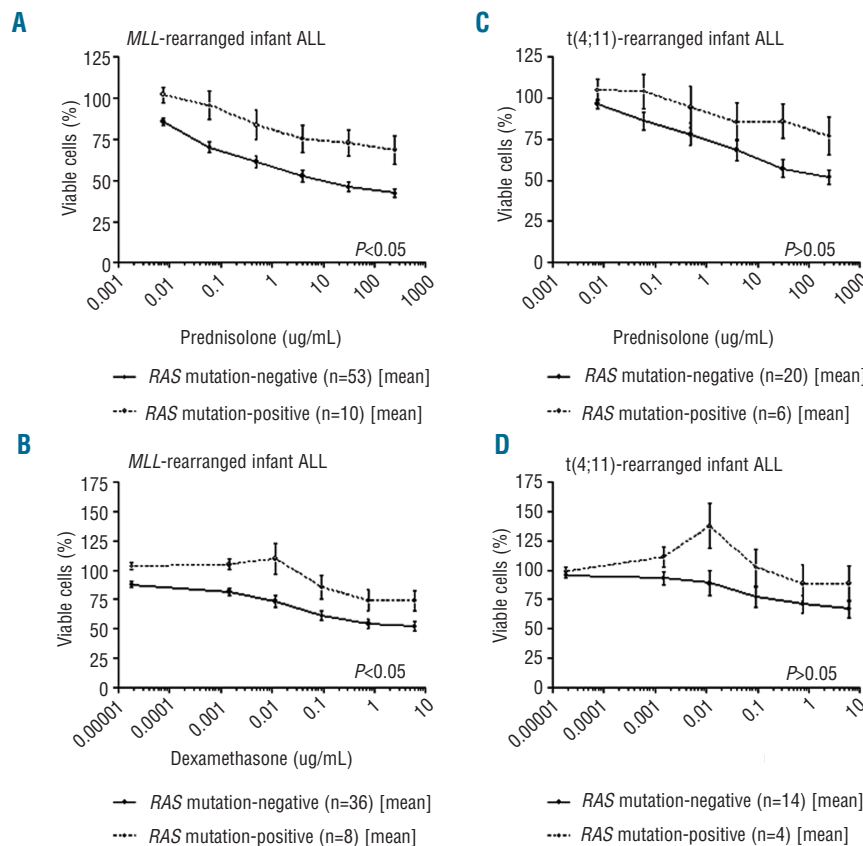 A
MLL-rearranged infant ALL
125
100
75
50
25
0
Viable cells (%)
P<0.05
0.0001
0.01
0.1
1
10
100
1000
Prednisolone (ug/mL)
RAS mutation-negative (n=53) [mean]
RAS mutation-positive (n=10) [mean]
C
t(4;11)-rearranged infant ALL
125
100
75
50
25
0
Viable cells (%)
P>0.05
0.001
0.01
0.1
1
10
100
1000
Prednisolone (ug/mL)
RAS mutation-negative (n=20) [mean]
RAS mutation-positive (n=6) [mean]
B
MLL-rearranged infant ALL
175
150
125
100
75
50
25
0
Viable cells (%)
P<0.05
0.00001
0.0001
0.001
0.01
0.1
1
10
Dexamethasone (ug/mL)
RAS mutation-negative (n=36) [mean]
RAS mutation-positive (n=8) [mean]
D
t(4;11)-rearranged infant ALL
175
150
125
100
75
50
25
0
Viable cells (%)
P>0.05
0.00001
0.0001
0.001
0.01
0.1
1
10
RAS mutation-negative (n=14) [mean]
RAS mutation-positive (n=4) [mean]